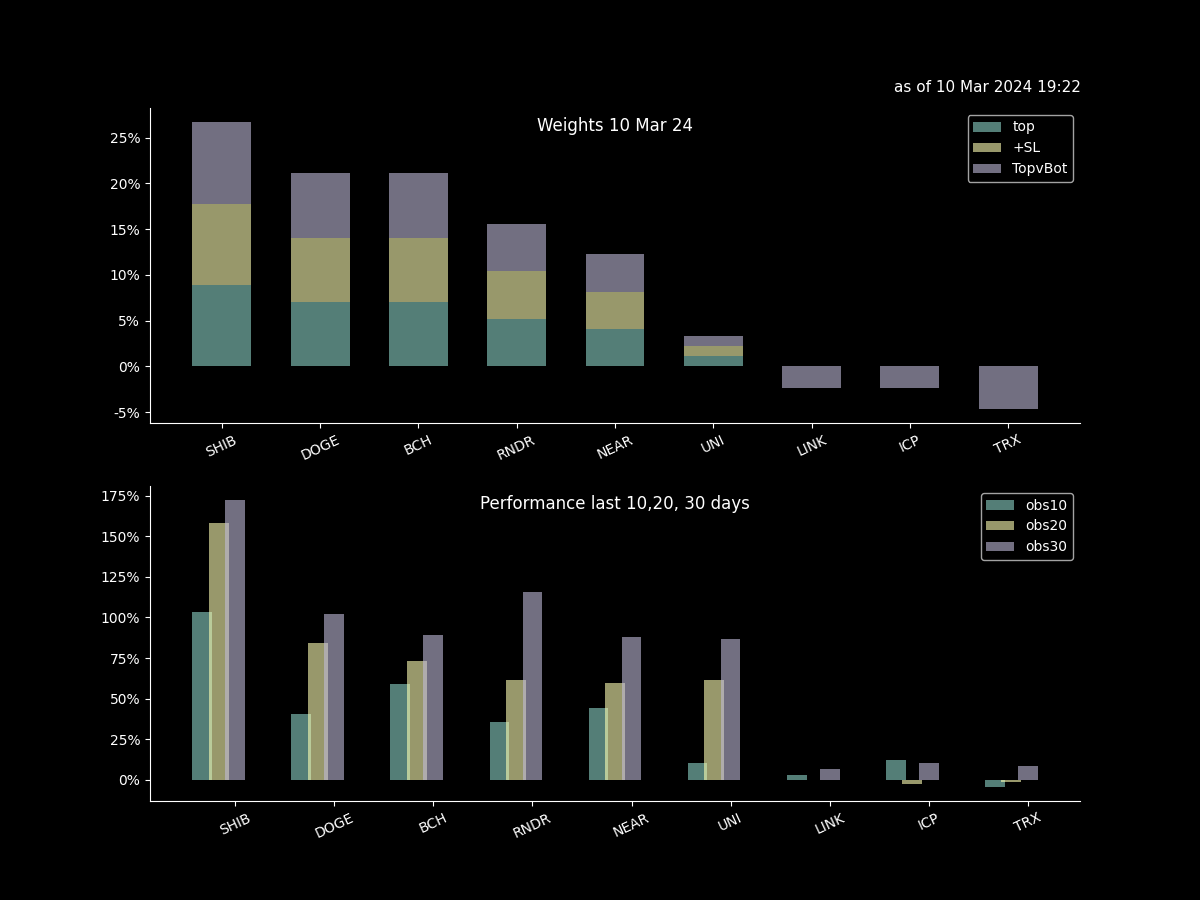 as of 10 Mar 2024 19:22
Weights 10 Mar 24
top
+SL
TopvBot
25%
20%
15%
10%
5%
0%
-5%
SHIB DOGE BCH RNDR NEAR UNI LINK ICP TRX
Performance last 10,20, 30 days
obs10
obs20
obs30
175%
150%
125%
100%
75%
50%
25%
0%
SHIB DOGE BCH RNDR NEAR UNI LINK ICP TRX